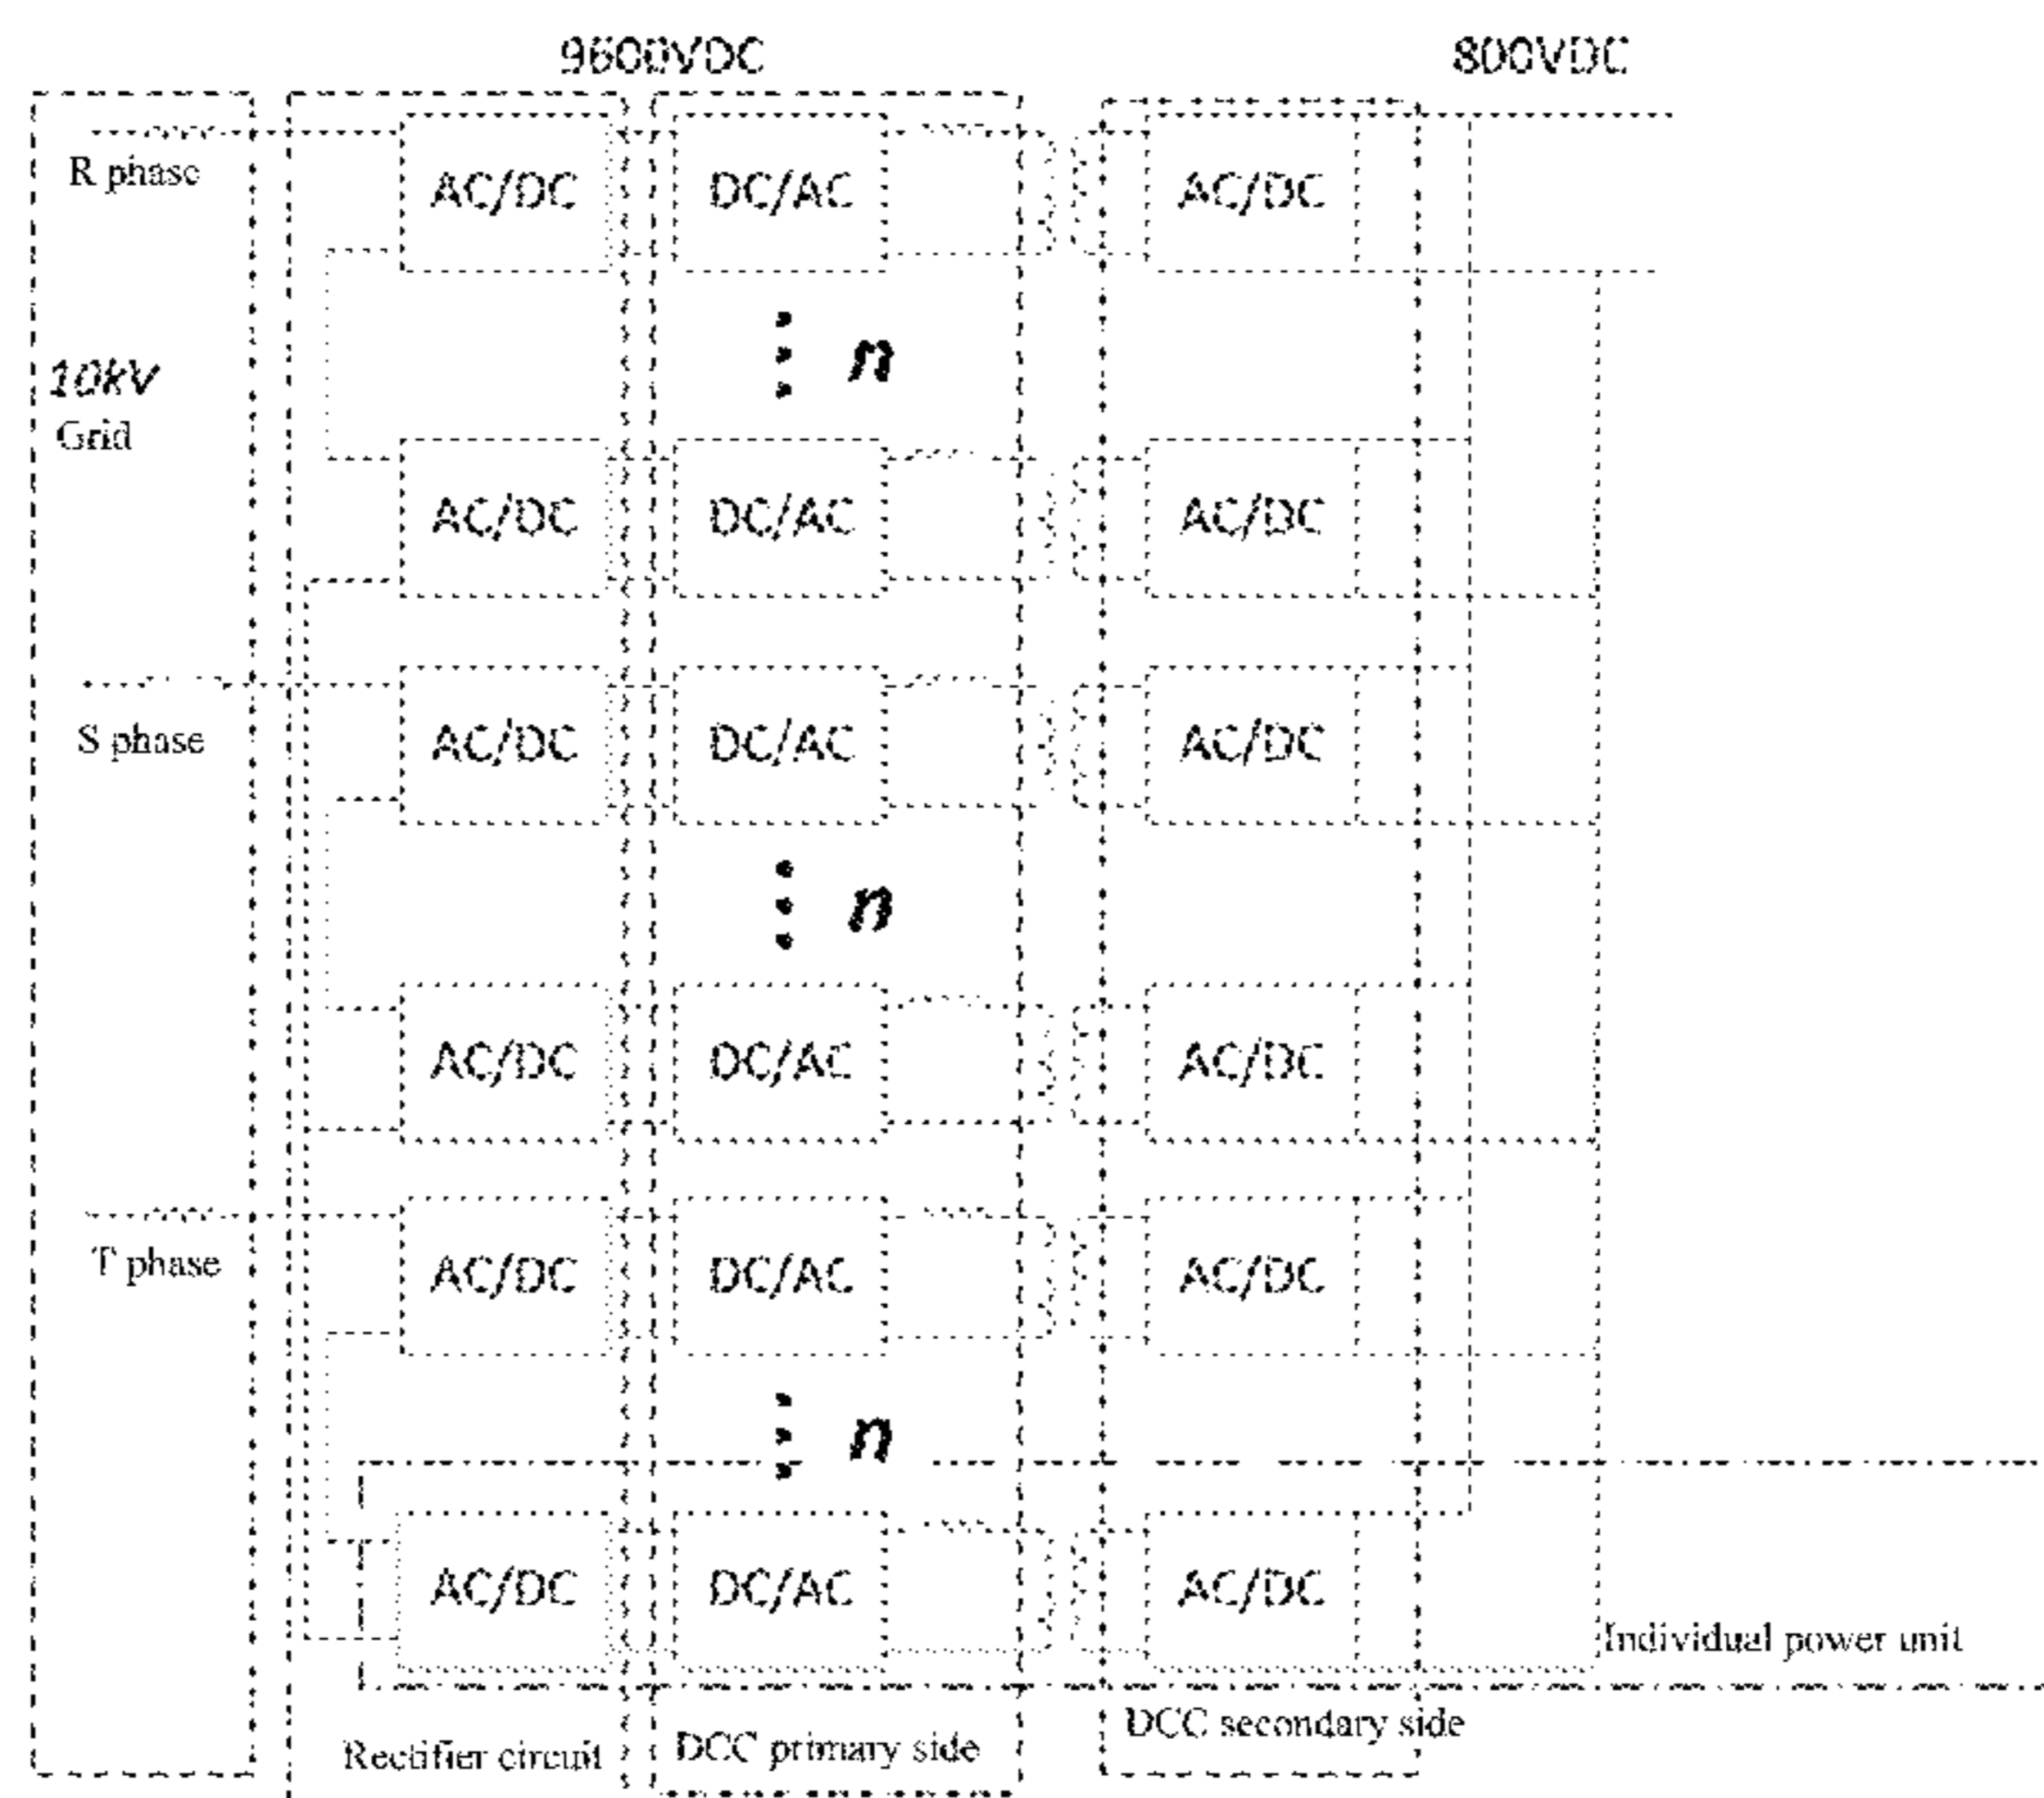 9600VDC 800VDC
R phase AC/DC DC/AC AC/DC
n
10kV
Grid
AC/DC DC/AC AC/DC
S phase AC/DC DC/AC AC/DC
n
AC/DC DC/AC AC/DC
T phase AC/DC DC/AC AC/DC
n
AC/DC DC/AC AC/DC
Individual power unit
Rectifier circuit DCC primary side DCC secondary side